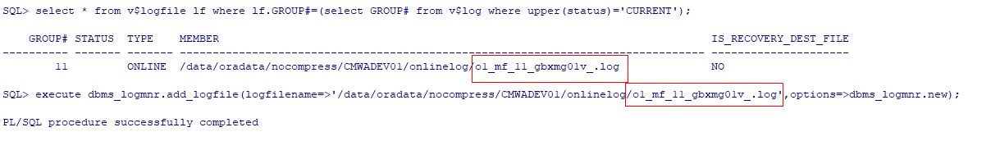 SQL> select * from v$logfile lf where lf.GROUP#=(select GROUP# from v$log where upper(status)='CURRENT');
GROUP# STATUS TYPE MEMBER IS_RECOVERY_DEST_FILE
---------- ------- ------- -------------------------------------------------------------------------------- ---------------------
11 ONLINE /data/oradata/nocompress/CMWADEV01/onlinelog/o1_mf_11_gbxmg01v_.log NO
SQL> execute dbms_logmnr.add_logfile(logfilename=>'/data/oradata/nocompress/CMWADEV01/onlinelog/o1_mf_11_gbxmg01v_.log',options=>dbms_logmnr.new);
PL/SQL procedure successfully completed